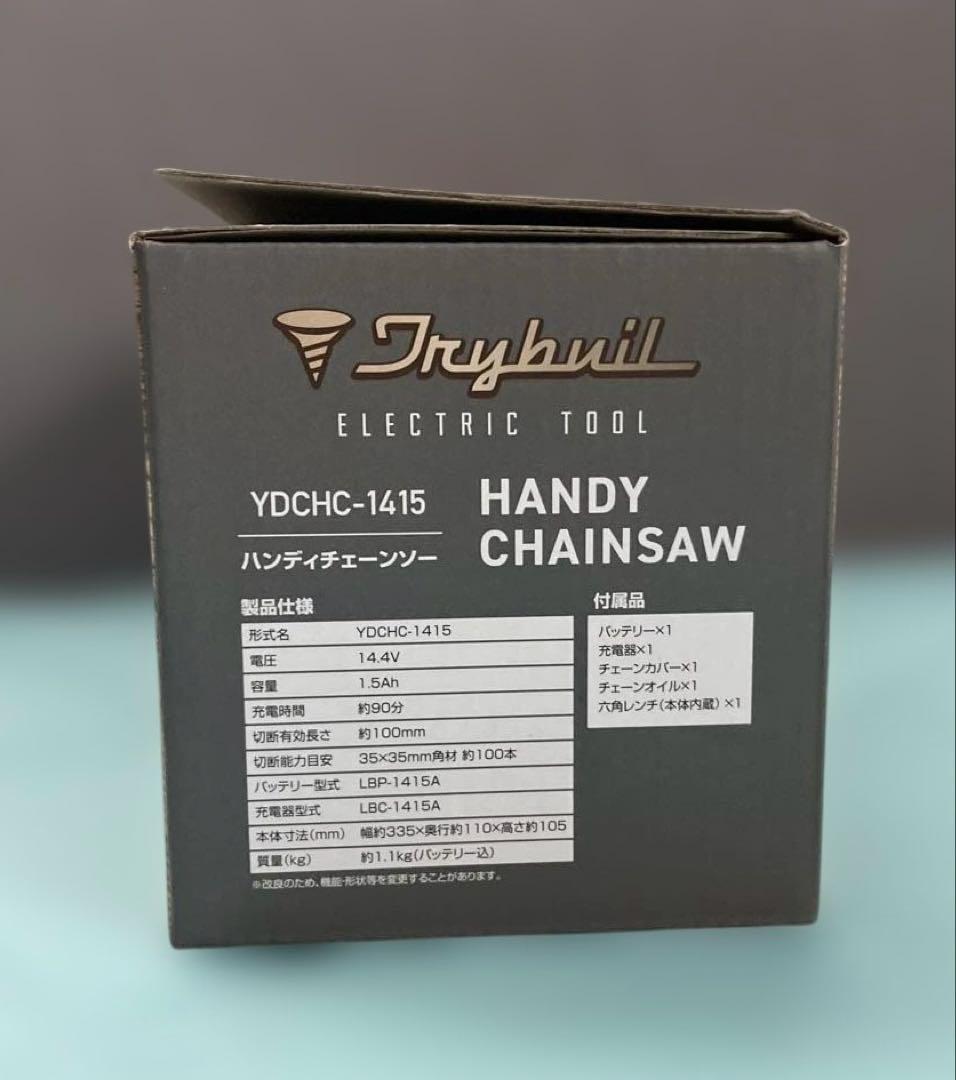 Trybuil
ELECTRIC TOOL
YDCHC-1415
ハンディチェーンソー
HANDY
CHAINSAW
製品仕様
形式名 YDCHC-1415
電圧 14.4V
容量 1.5Ah
充電時間 約90分
切断有効長さ 約100mm
切断能力目安 35×35mm角材 約100本
バッテリー型式 LBP-1415A
充電器型式 LBC-1415A
本体寸法(mm) 幅約335×奥行約110×高さ約105
質量(kg) 約1.1kg(バッテリー込)
※改良のため、機能・形状等を変更することがあります。
付属品
バッテリー×1
充電器×1
チェーンカバー×1
チェーンオイル×1
六角レンチ(本体内蔵)×1